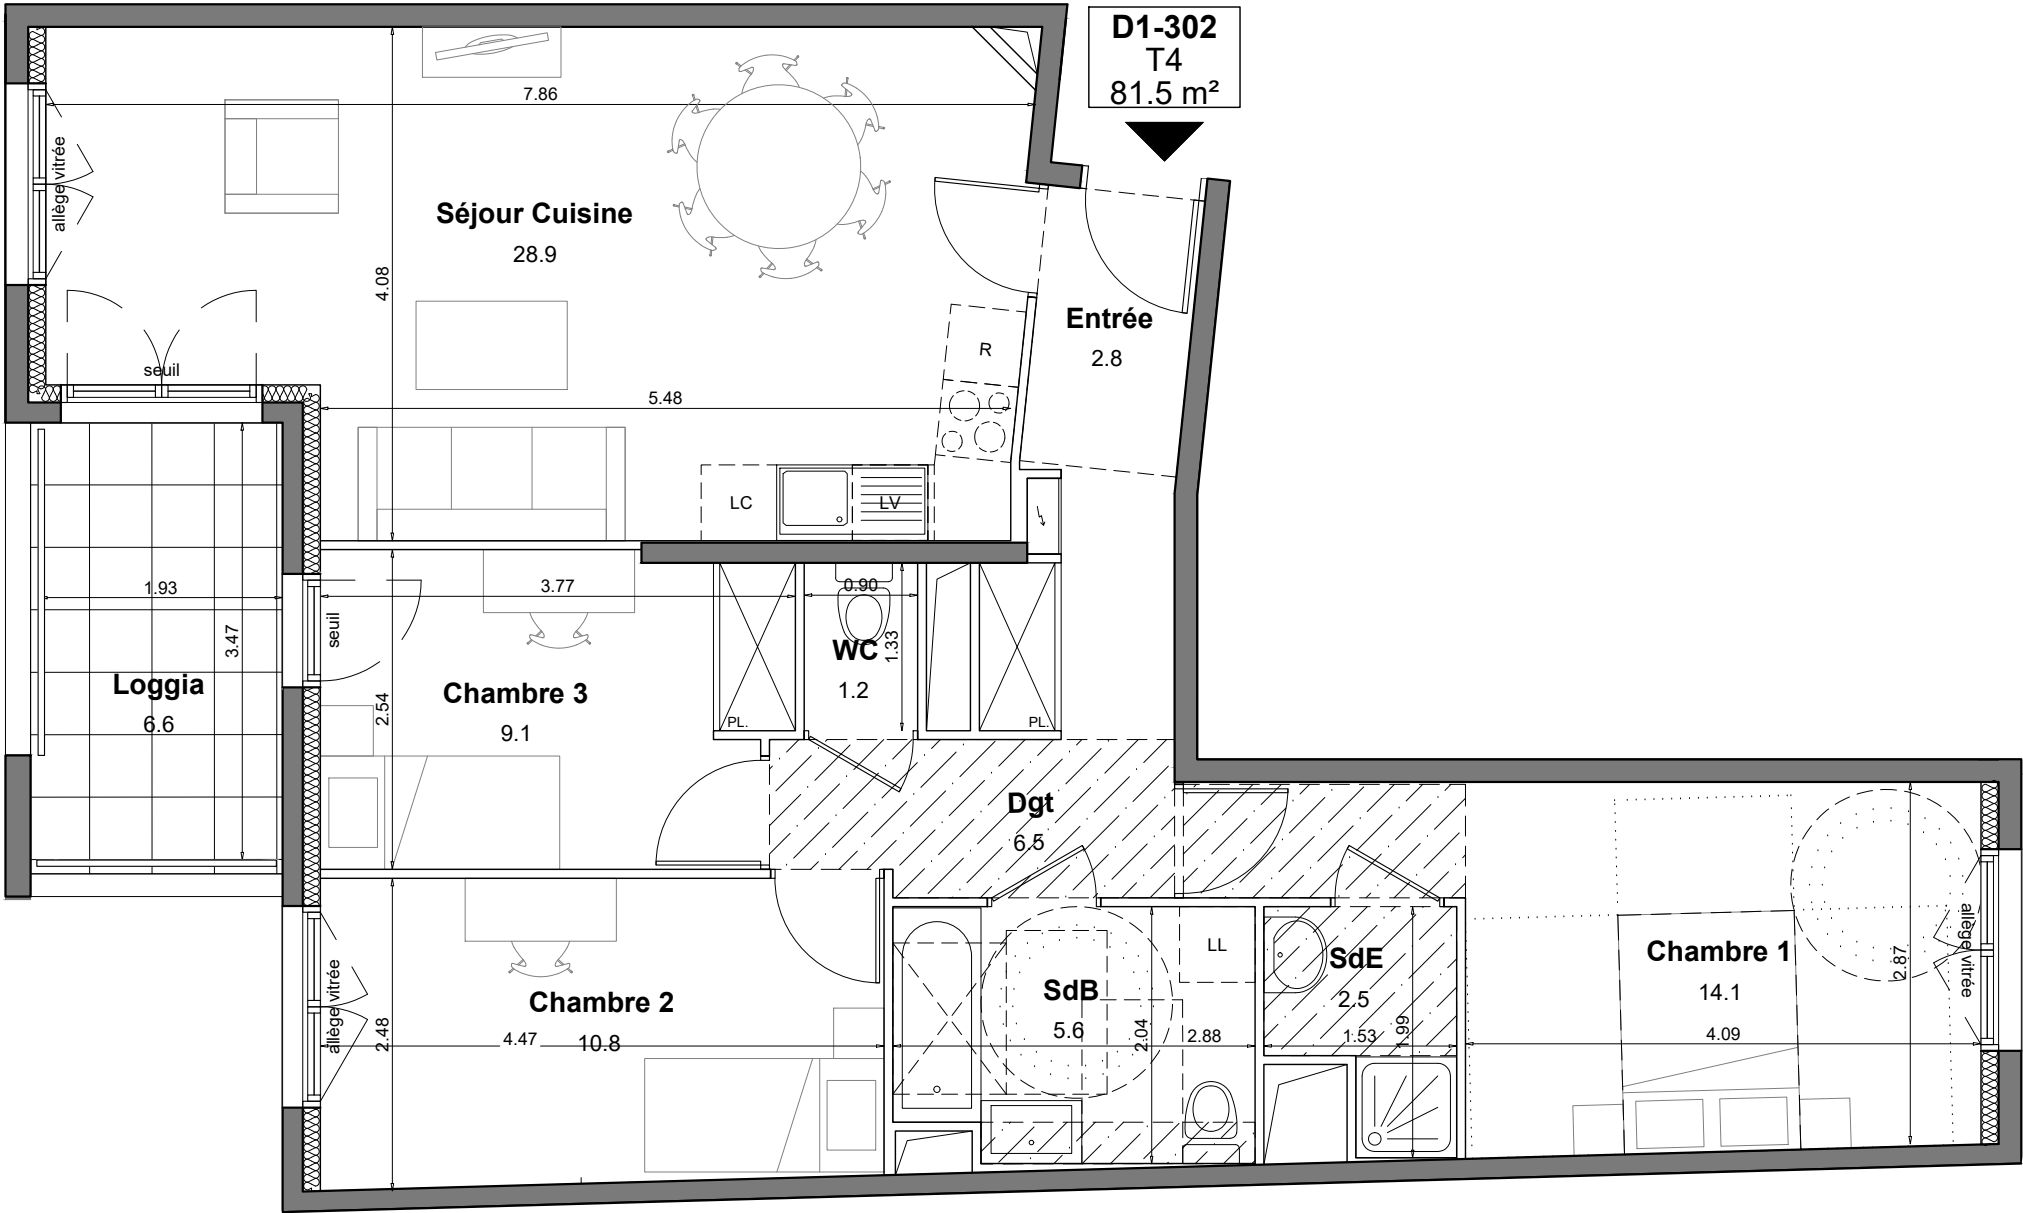 D1-302
T4
81.5 m²
7.86
allège vitrée
Séjour Cuisine
28.9
4.08
Entrée
2.8
R
seuil
5.48
LC
LV
1.93
3.47
seuil
3.77
0.90
1.33
WC
1.2
Loggia
6.6
2.54
Chambre 3
9.1
PL.
PL.
Dgt
6.5
allège vitrée
Chambre 2
10.8
4.47
2.48
LL
SdB
5.6
2.04
2.88
SdE
2.5
1.53
1.99
Chambre 1
14.1
4.09
2.87
allège vitrée